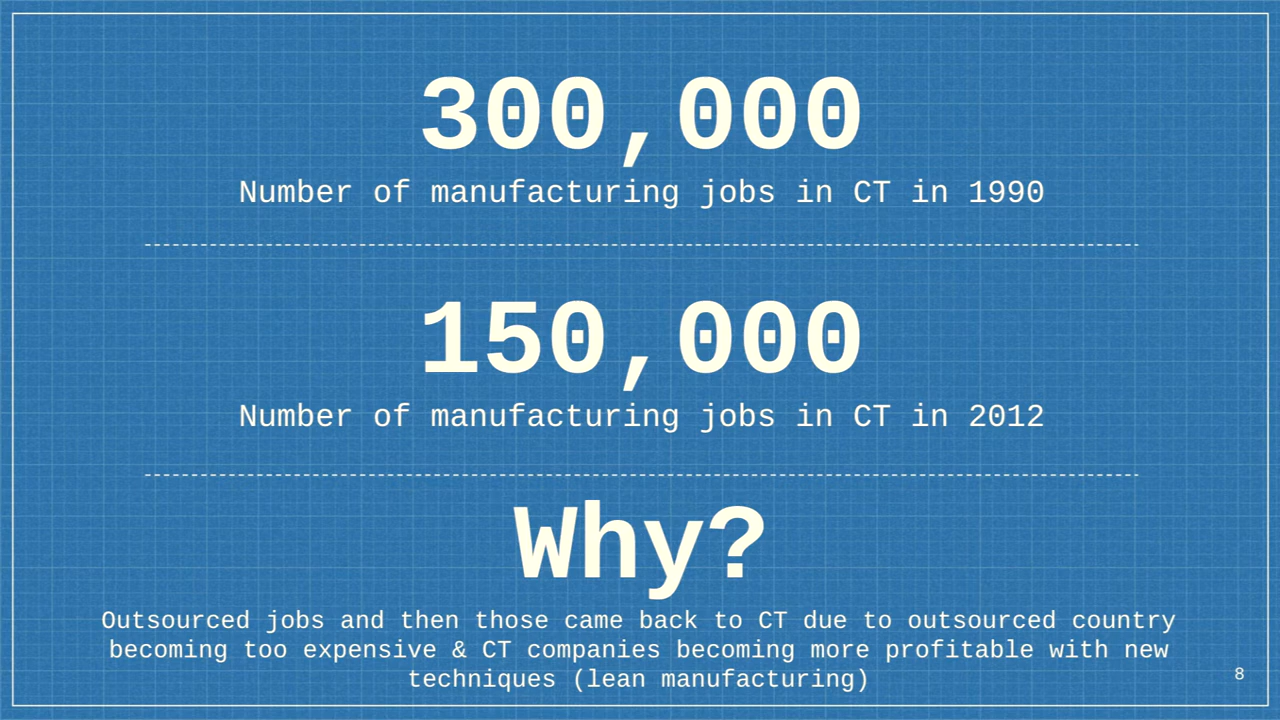 300,000
Number of manufacturing jobs in CT in 1990
150,000
Number of manufacturing jobs in CT in 2012
Why?
Outsourced jobs and then those came back to CT due to outsourced country
becoming too expensive & CT companies becoming more profitable with new
techniques (lean manufacturing)
8